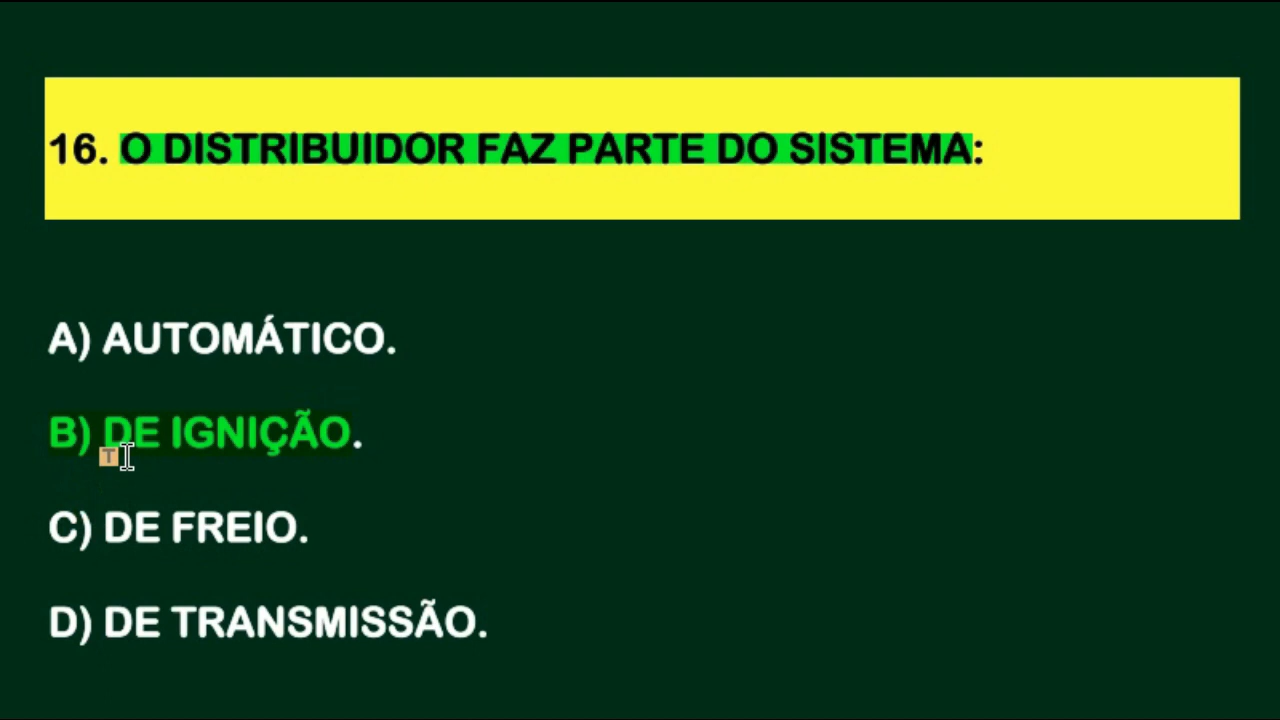 16. O DISTRIBUIDOR FAZ PARTE DO SISTEMA:
A) AUTOMÁTICO.
B) DE IGNIÇÃO.
T
C) DE FREIO.
D) DE TRANSMISSÃO.